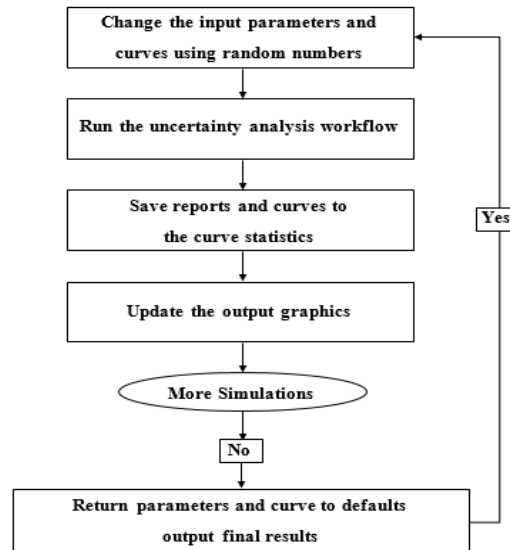 Change the input parameters and
curves using random numbers
Run the uncertainty analysis workflow
Save reports and curves to
the curve statistics
Yes
Update the output graphics
More Simulations
No
Return parameters and curve to defaults
output final results